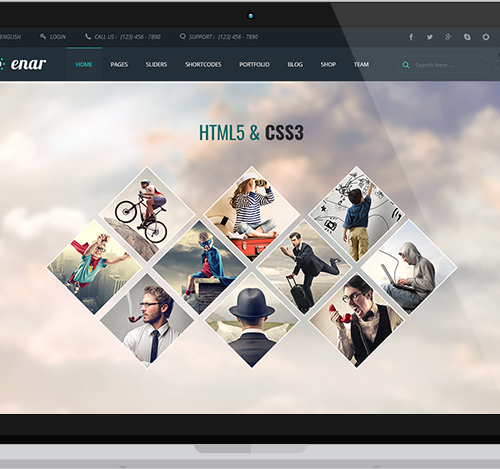 ENGLISH LOGIN CALL US : (123) 456 - 7890 SUPPORT : (123) 456 - 7890
enar HOME PAGES SLIDERS SHORTCODES PORTFOLIO BLOG SHOP TEAM Search Here ...
HTML5 & CSS3